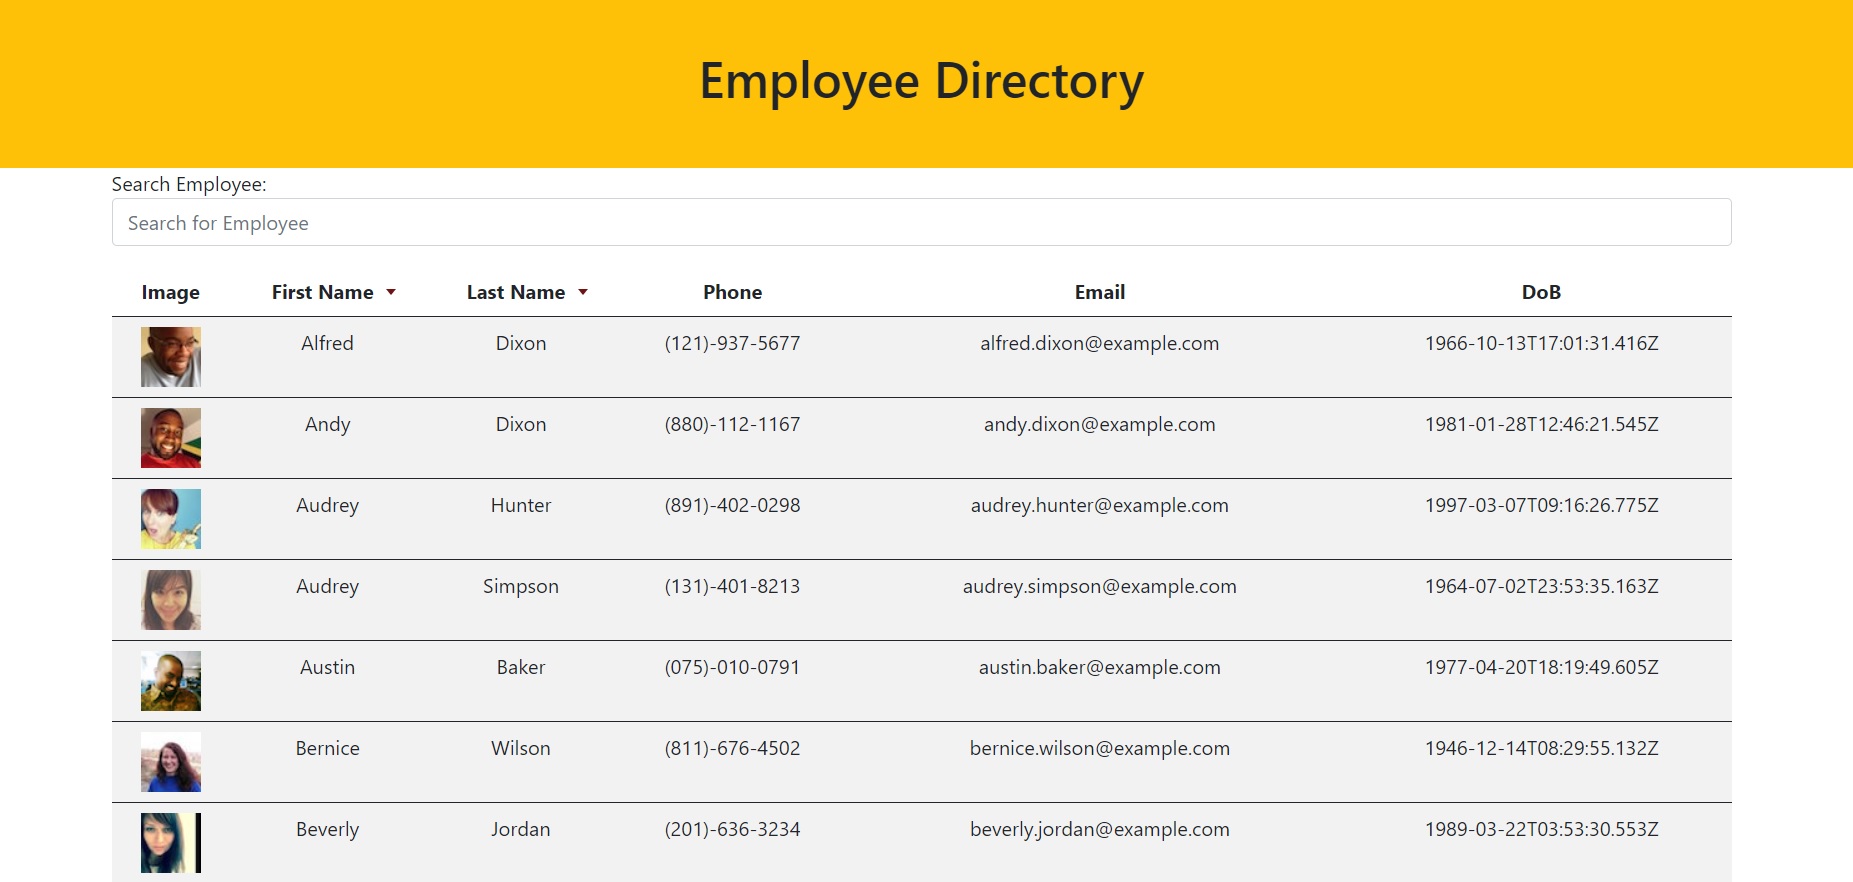 Employee Directory
Search Employee:
Search for Employee
Image First Name Last Name Phone Email DoB
Alfred Dixon (121)-937-5677 alfred.dixon@example.com 1966-10-13T17:01:31.416Z
Andy Dixon (880)-112-1167 andy.dixon@example.com 1981-01-28T12:46:21.545Z
Audrey Hunter (891)-402-0298 audrey.hunter@example.com 1997-03-07T09:16:26.775Z
Audrey Simpson (131)-401-8213 audrey.simpson@example.com 1964-07-02T23:53:35.163Z
Austin Baker (075)-010-0791 austin.baker@example.com 1977-04-20T18:19:49.605Z
Bernice Wilson (811)-676-4502 bernice.wilson@example.com 1946-12-14T08:29:55.132Z
Beverly Jordan (201)-636-3234 beverly.jordan@example.com 1989-03-22T03:53:30.553Z